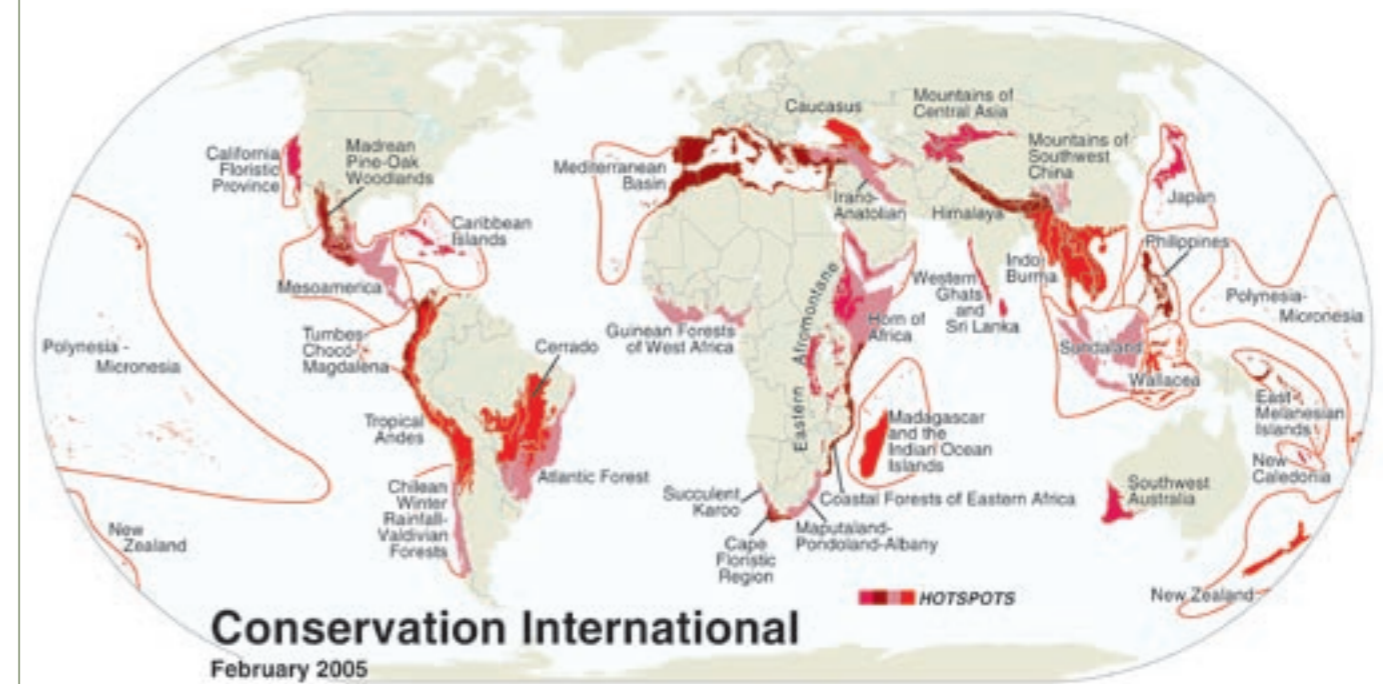 Caucasus
Mountains of
Central Asia
California
Floristic
Province
Madrean
Pine-Oak
Woodlands
Mediterranean
Basin
Mountains of
Southwest
China
Irano-
Anatolian
Himalaya
Japan
Caribbean
Islands
Philippines
Mesoamerica
Indo-
Burma
Western
Ghats
and
Sri Lanka
Polynesia-
Micronesia
Tumbes-
Chocó-
Magdalena
Cerrado
Guinean Forests
of West Africa
Horn of
Africa
Eastern Afromontane
Polynesia -
Micronesia
Sundaland
Wallacea
East
Melanesian
Islands
Tropical
Andes
Madagascar
and the
Indian Ocean
Islands
Atlantic Forest
New
Caledonia
Chilean
Winter
Rainfall-
Valdivian
Forests
Succulent
Karoo
Coastal Forests of Eastern Africa
Southwest
Australia
Cape
Floristic
Region
Maputaland-
Pondoland-Albany
New
Zealand
New Zealand
HOTSPOTS
Conservation International
February 2005